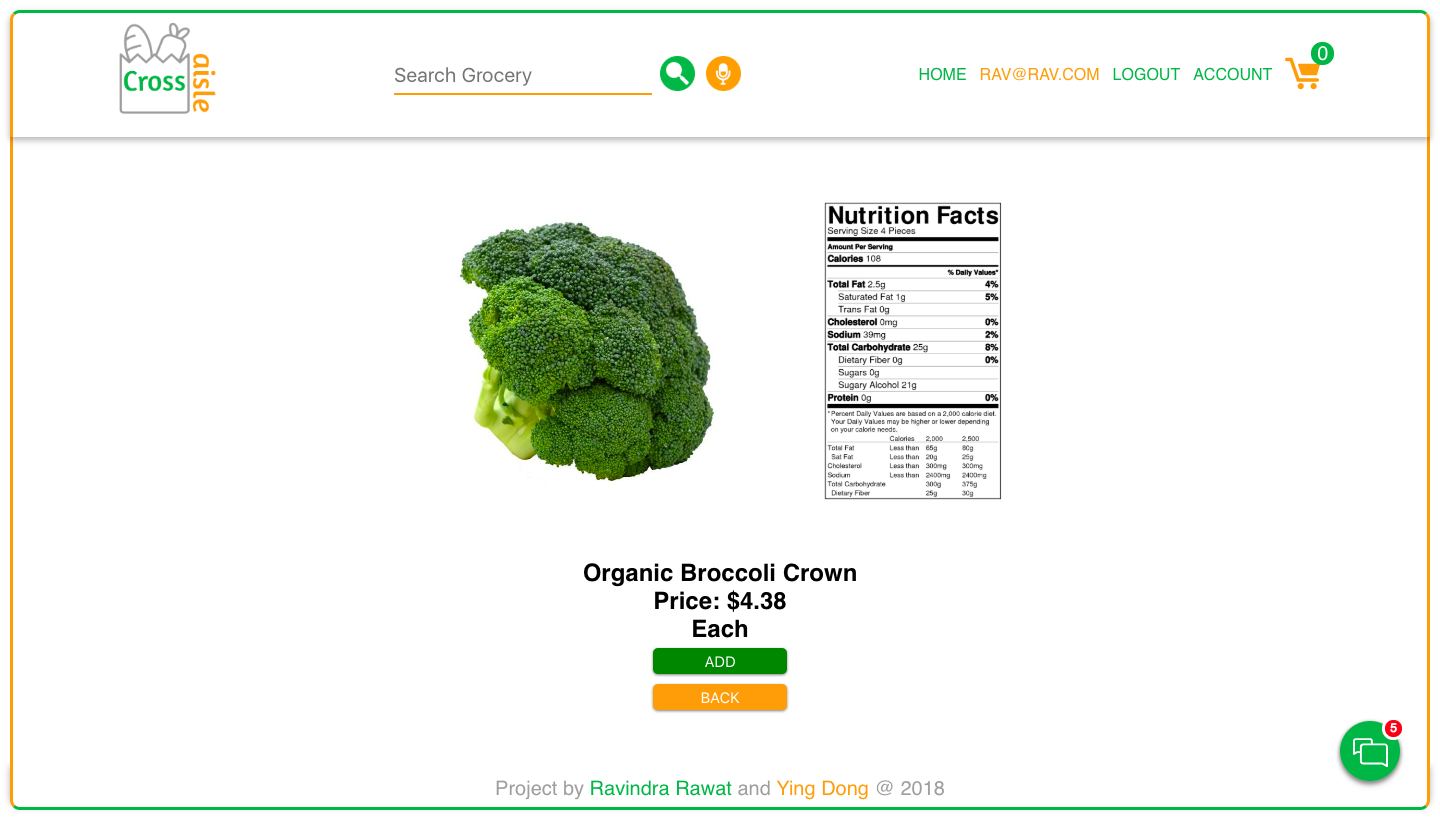 Cross
aisle
Search Grocery
HOME RAV@RAV.COM LOGOUT ACCOUNT
0
Nutrition Facts
Serving Size 4 Pieces
Amount Per Serving
Calories 108
% Daily Values*
Total Fat 2.5g 4%
Saturated Fat 1g 5%
Trans Fat 0g
Cholesterol 0mg 0%
Sodium 39mg 2%
Total Carbohydrate 25g 8%
Dietary Fiber 0g 0%
Sugars 0g
Sugary Alcohol 21g
Protein 0g 0%
*Percent Daily Values are based on a 2,000 calorie diet.
Your Daily Values may be higher or lower depending
on your calorie needs.
Calories 2,000 2,500
Total Fat Less than 65g 80g
Sat Fat Less than 20g 25g
Cholesterol Less than 300mg 300mg
Sodium Less than 2400mg 2400mg
Total Carbohydrate 300g 375g
Dietary Fiber 25g 30g
Organic Broccoli Crown
Price: $4.38
Each
ADD
BACK
5
Project by Ravindra Rawat and Ying Dong @ 2018